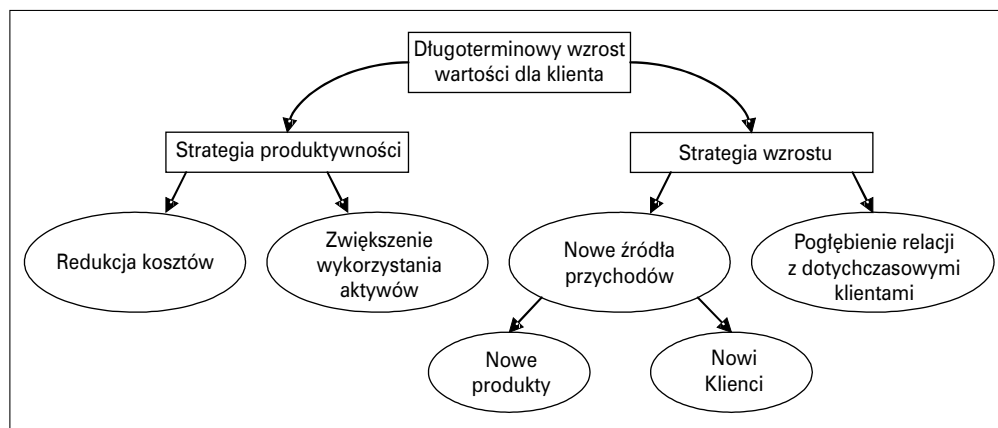 Długoterminowy wzrost
wartości dla klienta
Strategia produktywności
Strategia wzrostu
Redukcja kosztów
Zwiększenie
wykorzystania
aktywów
Nowe źródła
przychodów
Pogłębienie relacji
z dotychczasowymi
klientami
Nowe
produkty
Nowi
Klienci